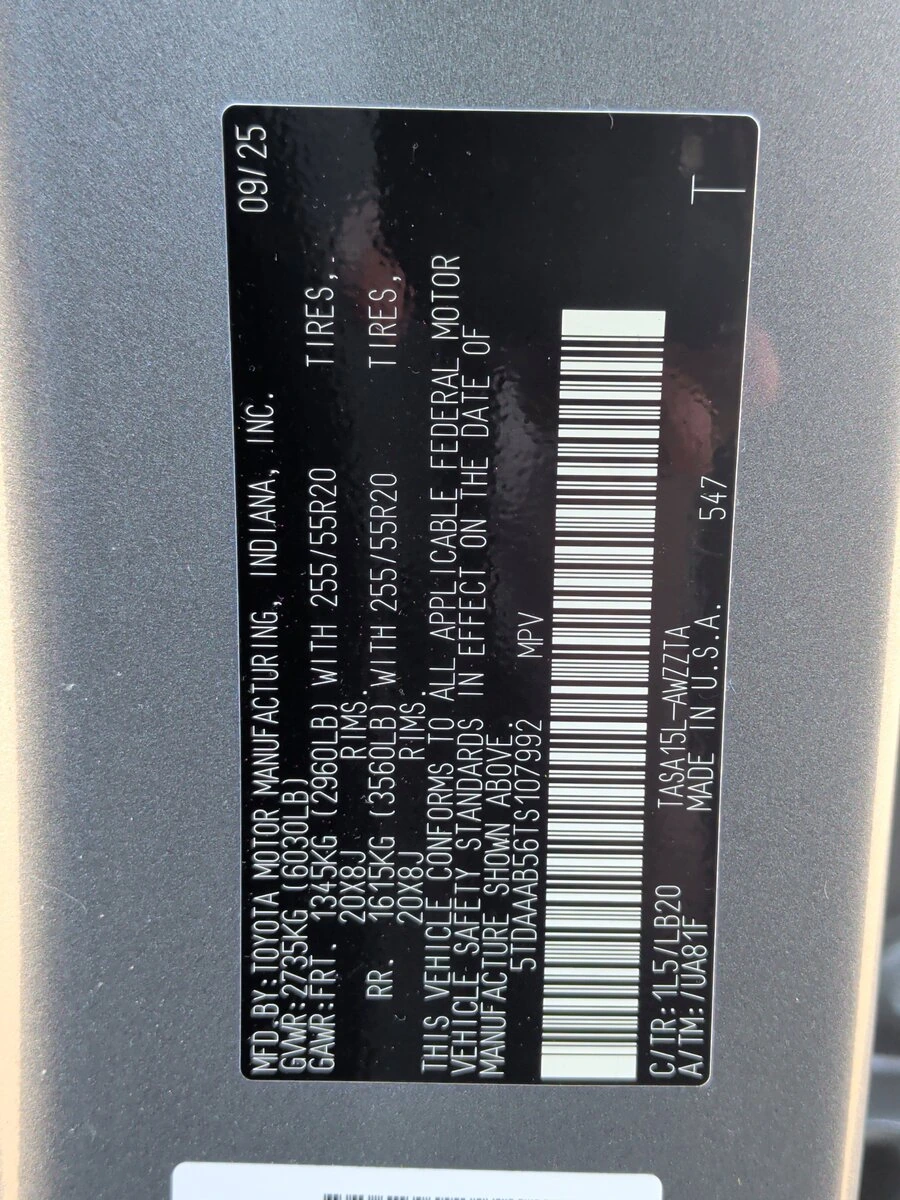 MFD.BY:TOYOTA MOTOR MANUFACTURING, INDIANA, INC. 09/25
GVWR:2735KG (6030LB)
GAWR:FRT. 1345KG (2960LB) WITH 255/55R20 TIRES,
20X8J RIMS.
RR. 1615KG (3560LB) WITH 255/55R20 TIRES,
20X8J RIMS.
THIS VEHICLE CONFORMS TO ALL APPLICABLE FEDERAL MOTOR
VEHICLE SAFETY STANDARDS IN EFFECT ON THE DATE OF
MANUFACTURE SHOWN ABOVE.
5TDAAAB56TS107992 MPV
C/TR:1L5/LB20 TASA15L-AWZZTA T
A/TM:/UA81F MADE IN U.S.A. 547